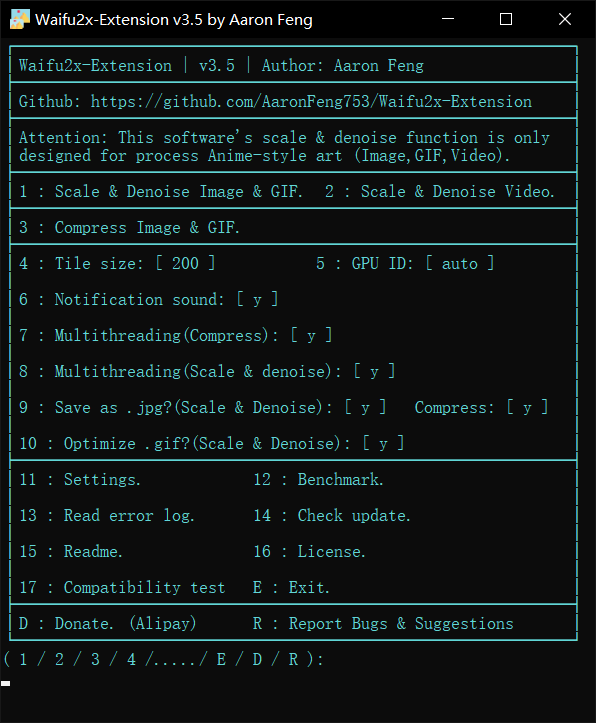 Waifu2x-Extension v3.5 by Aaron Feng
Waifu2x-Extension | v3.5 | Author: Aaron Feng
Github: https://github.com/AaronFeng753/Waifu2x-Extension
Attention: This software's scale & denoise function is only
designed for process Anime-style art (Image,GIF,Video).
1 : Scale & Denoise Image & GIF. 2 : Scale & Denoise Video.
3 : Compress Image & GIF.
4 : Tile size: [ 200 ] 5 : GPU ID: [ auto ]
6 : Notification sound: [ y ]
7 : Multithreading(Compress): [ y ]
8 : Multithreading(Scale & denoise): [ y ]
9 : Save as .jpg?(Scale & Denoise): [ y ] Compress: [ y ]
10 : Optimize .gif?(Scale & Denoise): [ y ]
11 : Settings. 12 : Benchmark.
13 : Read error log. 14 : Check update.
15 : Readme. 16 : License.
17 : Compatibility test E : Exit.
D : Donate. (Alipay) R : Report Bugs & Suggestions
( 1 / 2 / 3 / 4 /...../ E / D / R ):